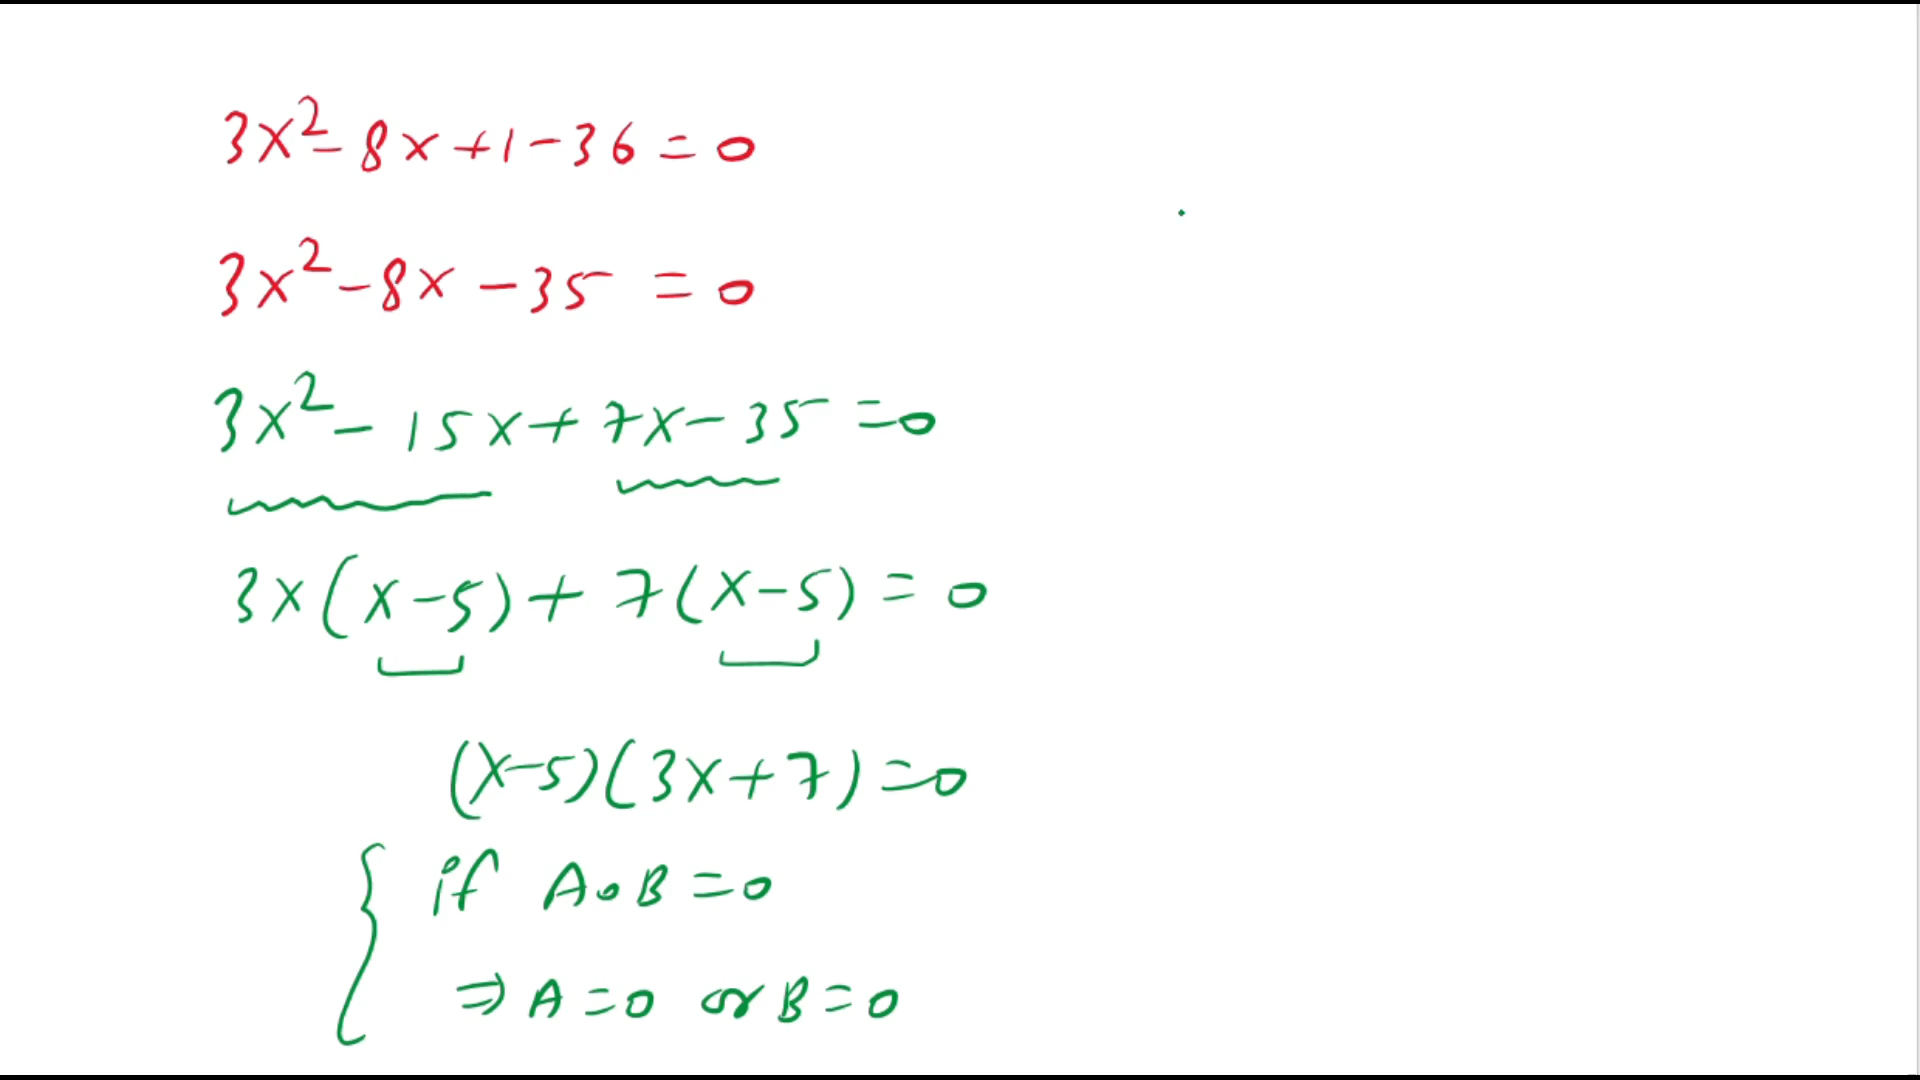 3x² - 8x + 1 - 36 = 0
3x² - 8x - 35 = 0
3x² - 15x + 7x - 35 = 0
3x(x - 5) + 7(x - 5) = 0
(x - 5)(3x + 7) = 0
if A•B = 0
⇒ A = 0 or B = 0